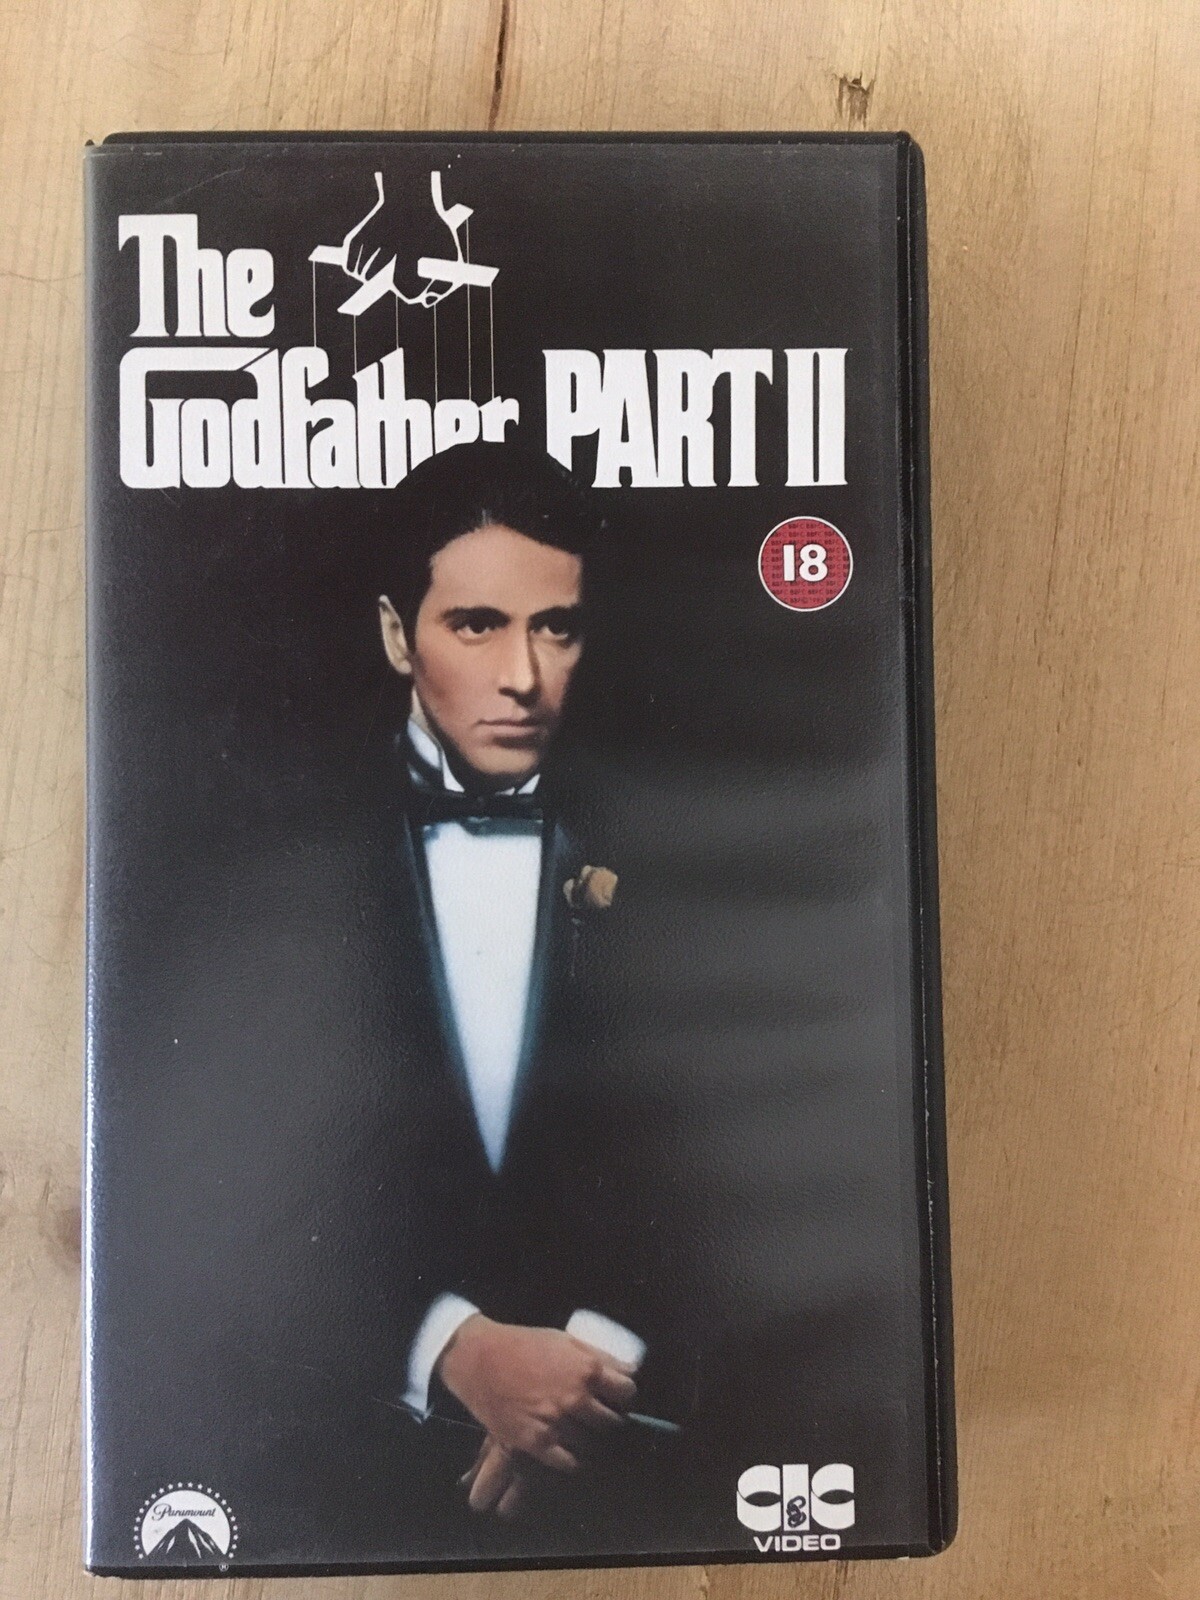 The
Godfather PART II
18
Paramount
®
CIC
VIDEO